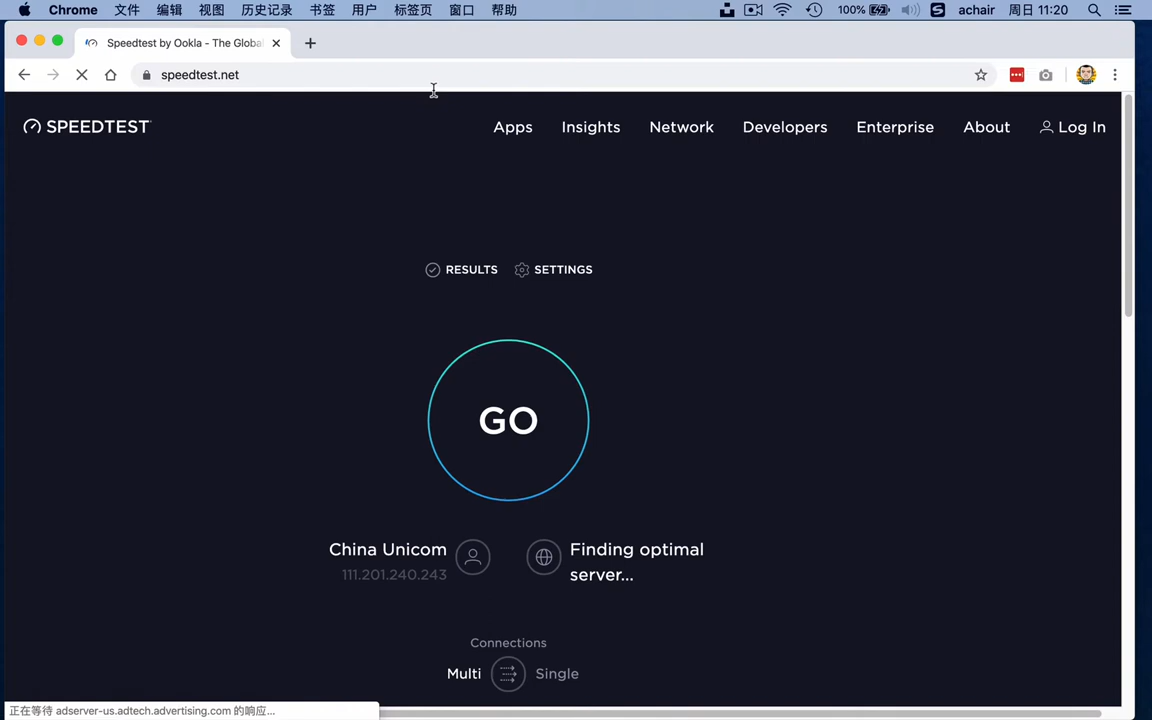 Chrome 文件 编辑 视图 历史记录 书签 用户 标签页 窗口 帮助 100% achair 周日 11:20
Speedtest by Ookla - The Global
speedtest.net
SPEEDTEST Apps Insights Network Developers Enterprise About Log In
RESULTS SETTINGS
GO
China Unicom
111.201.240.243
Finding optimal
server...
Connections
Multi Single
正在等待 adserver-us.adtech.advertising.com 的响应...